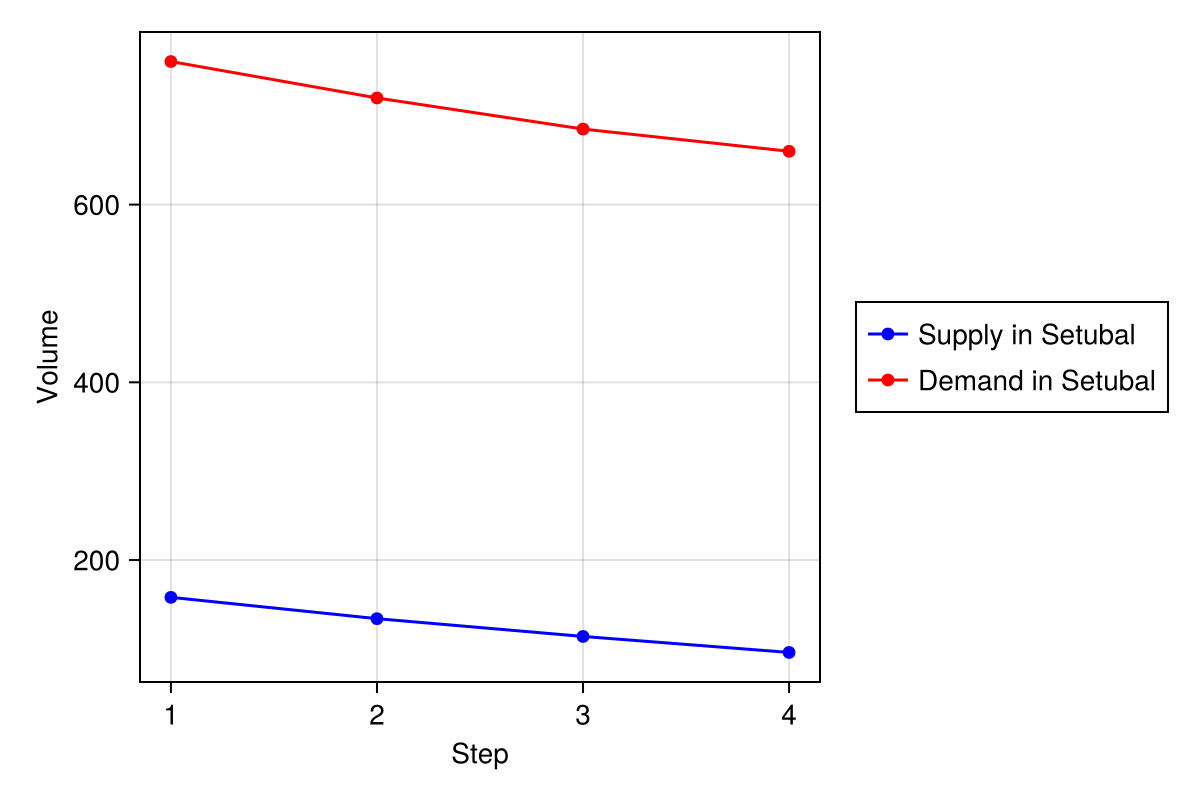 Volume
600
400
200
1 2 3 4
Step
Supply in Setubal
Demand in Setubal